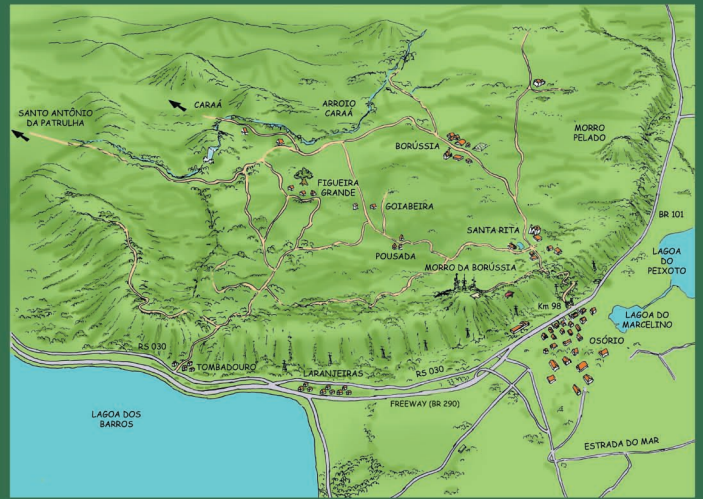 SANTO ANTÔNIO
DA PATRULHA
CARAÁ
ARROIO
CARAÁ
BORÚSSIA
MORRO
PELADO
FIGUEIRA
GRANDE
GOIABEIRA
BR 101
SANTA RITA
POUSADA
MORRO DA BORÚSSIA
LAGOA
DO
PEIXOTO
Km 98
LAGOA DO
MARCELINO
OSÓRIO
RS 030
TOMBADOURO
LARANJEIRAS
RS 030
FREEWAY (BR 290)
LAGOA DOS
BARROS
ESTRADA DO MAR